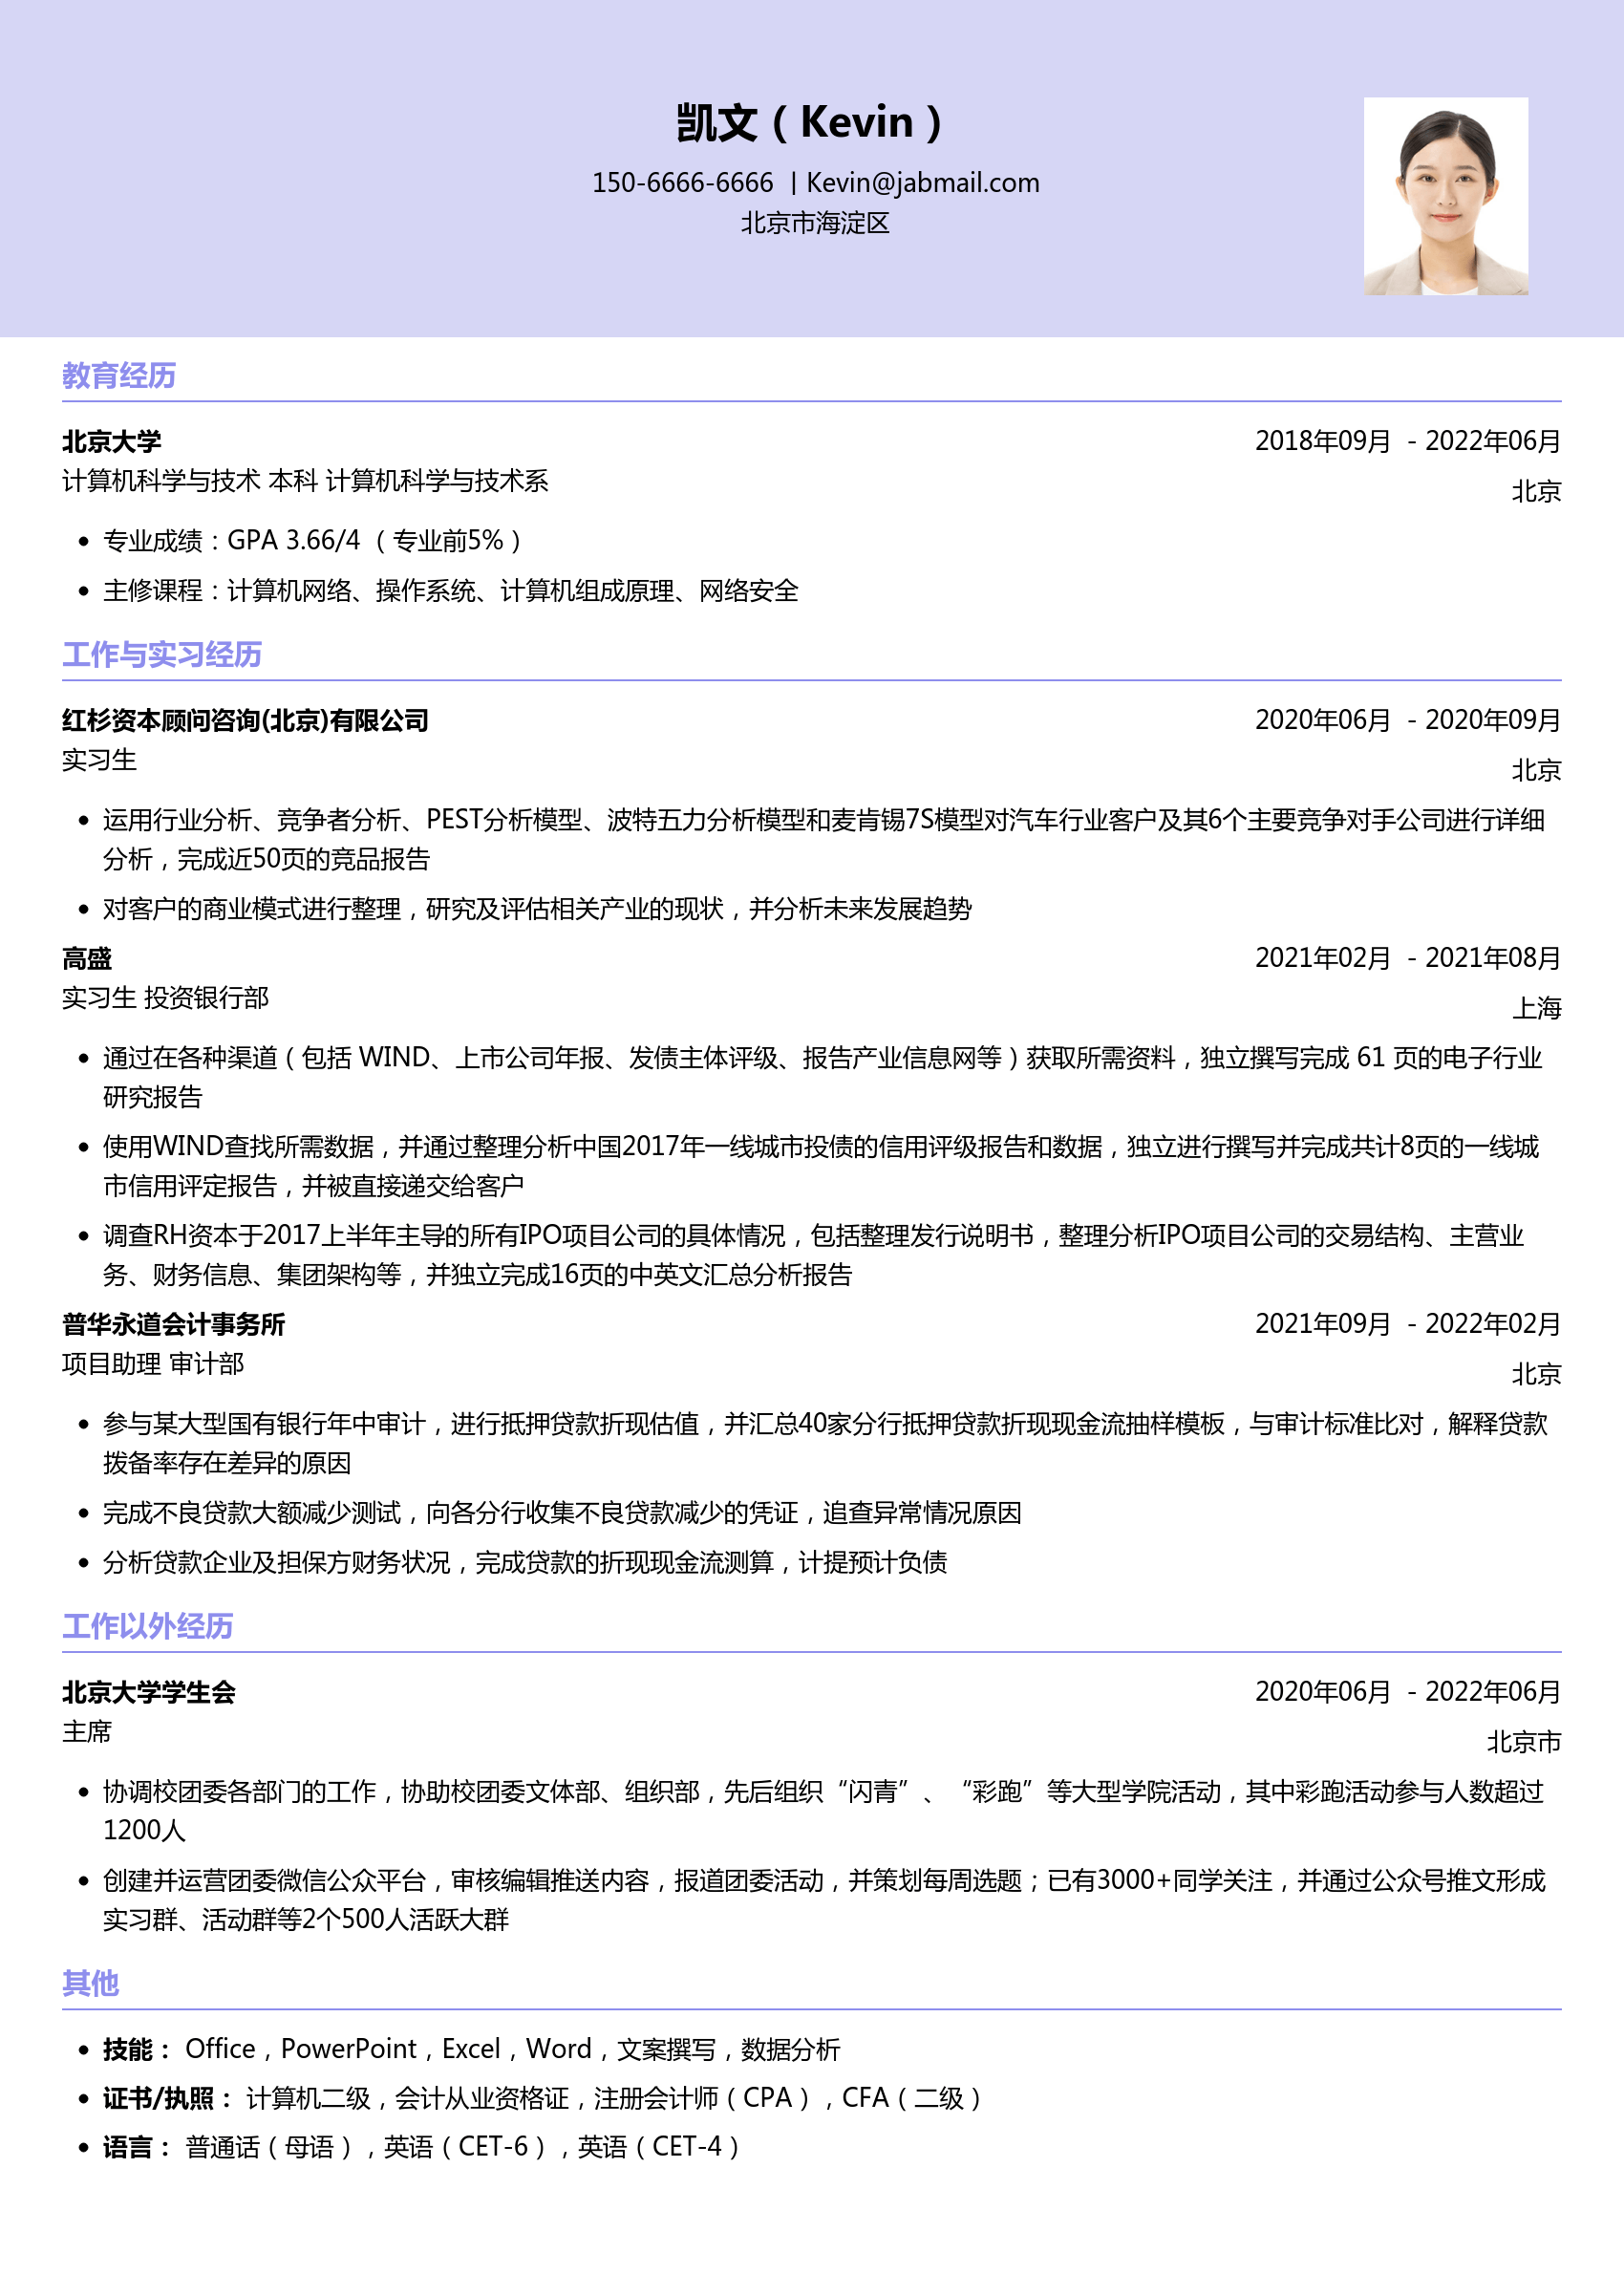 凯文（Kevin）
150-6666-6666 | Kevin@jabmail.com
北京市海淀区
教育经历
北京大学 2018年09月 - 2022年06月
计算机科学与技术 本科 计算机科学与技术系
北京
• 专业成绩：GPA 3.66/4 （专业前5%）
• 主修课程：计算机网络、操作系统、计算机组成原理、网络安全
工作与实习经历
红杉资本顾问咨询(北京)有限公司 2020年06月 - 2020年09月
实习生
北京
• 运用行业分析、竞争者分析、PEST分析模型、波特五力分析模型和麦肯锡7S模型对汽车行业客户及其6个主要竞争对手公司进行详细
分析，完成近50页的竞品报告
• 对客户的商业模式进行整理，研究及评估相关产业的现状，并分析未来发展趋势
高盛 2021年02月 - 2021年08月
实习生 投资银行部
上海
• 通过在各种渠道（包括 WIND、上市公司年报、发债主体评级、报告产业信息网等）获取所需资料，独立撰写完成 61 页的电子行业
研究报告
• 使用WIND查找所需数据，并通过整理分析中国2017年一线城市投债的信用评级报告和数据，独立进行撰写并完成共计8页的一线城
市信用评定报告，并被直接递交给客户
• 调查RH资本于2017上半年主导的所有IPO项目公司的具体情况，包括整理发行说明书，整理分析IPO项目公司的交易结构、主营业
务、财务信息、集团架构等，并独立完成16页的中英文汇总分析报告
普华永道会计事务所 2021年09月 - 2022年02月
项目助理 审计部
北京
• 参与某大型国有银行年中审计，进行抵押贷款折现估值，并汇总40家分行抵押贷款折现现金流抽样模板，与审计标准比对，解释贷款
拨备率存在差异的原因
• 完成不良贷款大额减少测试，向各分行收集不良贷款减少的凭证，追查异常情况原因
• 分析贷款企业及担保方财务状况，完成贷款的折现现金流测算，计提预计负债
工作以外经历
北京大学学生会 2020年06月 - 2022年06月
主席
北京市
• 协调校团委各部门的工作，协助校团委文体部、组织部，先后组织“闪青”、“彩跑”等大型学院活动，其中彩跑活动参与人数超过
1200人
• 创建并运营团委微信公众平台，审核编辑推送内容，报道团委活动，并策划每周选题；已有3000+同学关注，并通过公众号推文形成
实习群、活动群等2个500人活跃大群
其他
• 技能： Office，PowerPoint，Excel，Word，文案撰写，数据分析
• 证书/执照： 计算机二级，会计从业资格证，注册会计师（CPA），CFA（二级）
• 语言： 普通话（母语），英语（CET-6），英语（CET-4）